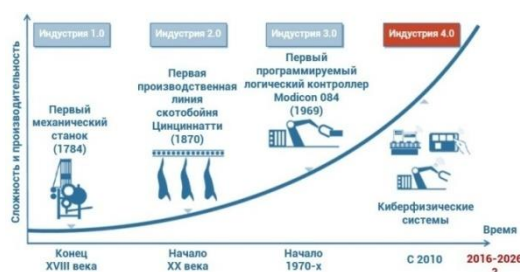 Индустрия 1.0
Индустрия 2.0
Индустрия 3.0
Индустрия 4.0
Сложность и производительность
Первый
механический
станок
(1784)
Первая
производственная
линия
скотобойня
Цинциннатти
(1870)
Первый
программируемый
логический контроллер
Modicon 084
(1969)
Киберфизические
системы
Время
Конец
XVIII века
Начало
XX века
Начало
1970-х
С 2010
2016-2026
?